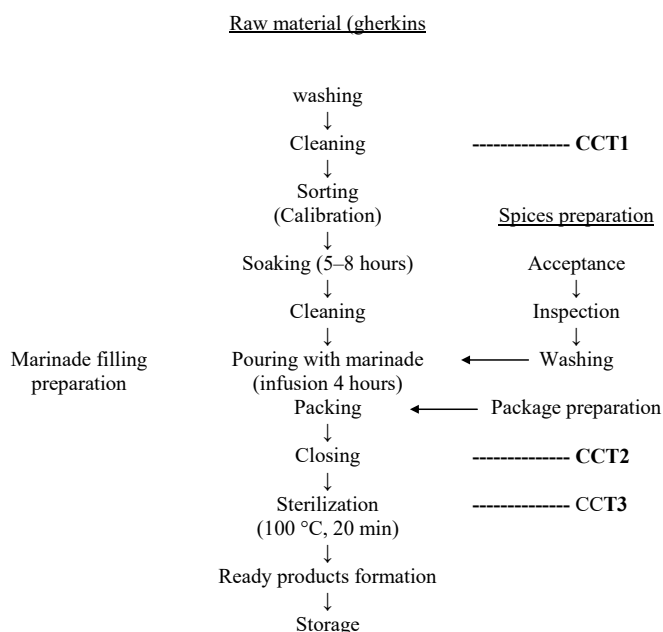 Raw material (gherkins
washing
↓
Cleaning -------------- CCT1
↓
Sorting
(Calibration) Spices preparation
↓
Soaking (5–8 hours) Acceptance
↓ ↓
Cleaning Inspection
↓ ↓
Marinade filling Pouring with marinade ← Washing
preparation (infusion 4 hours)
Packing ← Package preparation
↓
Closing -------------- CCT2
↓
Sterilization -------------- CCT3
(100 °C, 20 min)
↓
Ready products formation
↓
Storage